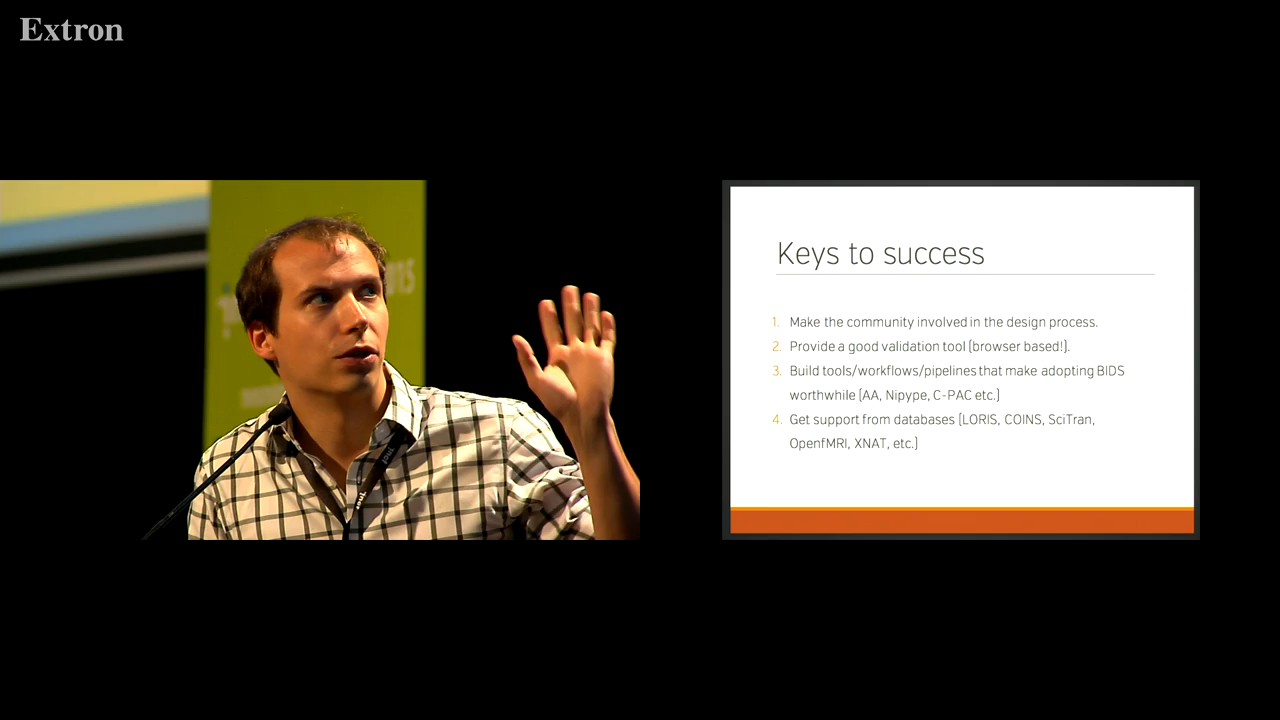 Extron
015
Keys to success
1. Make the community involved in the design process.
2. Provide a good validation tool (browser based!).
3. Build tools/workflows/pipelines that make adopting BIDS
worthwhile (AA, Nipype, C-PAC etc.)
4. Get support from databases (LORIS, COINS, SciTran,
OpenfMRI, XNAT, etc.)